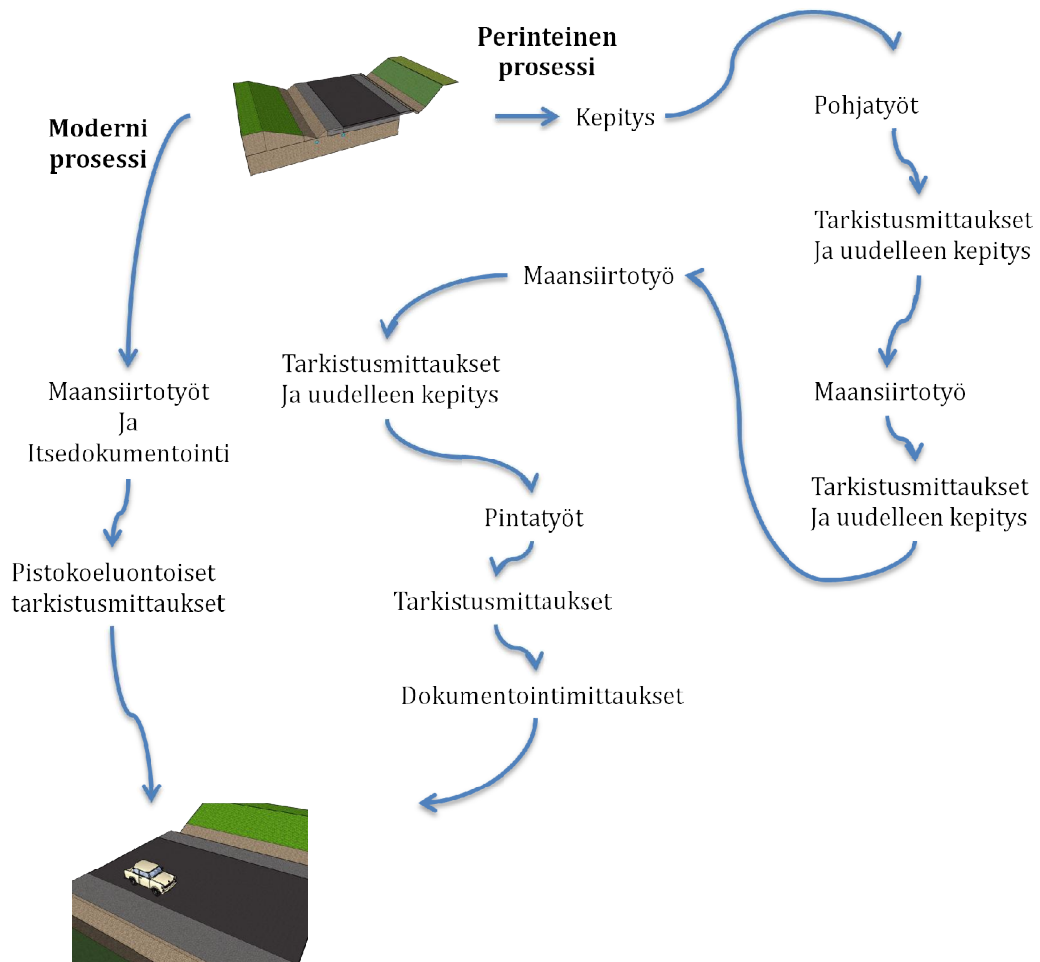 Perinteinen
prosessi
Moderni
prosessi
Kepitys
Pohjatyöt
Tarkistusmittaukset
Ja uudelleen kepitys
Maansiirtotyö
Tarkistusmittaukset
Ja uudelleen kepitys
Maansiirtotyö
Tarkistusmittaukset
Ja uudelleen kepitys
Pintatyöt
Tarkistusmittaukset
Dokumentointimittaukset
Maansiirtotyöt
Ja
Itsedokumentointi
Pistokoeluontoiset
tarkistusmittaukset